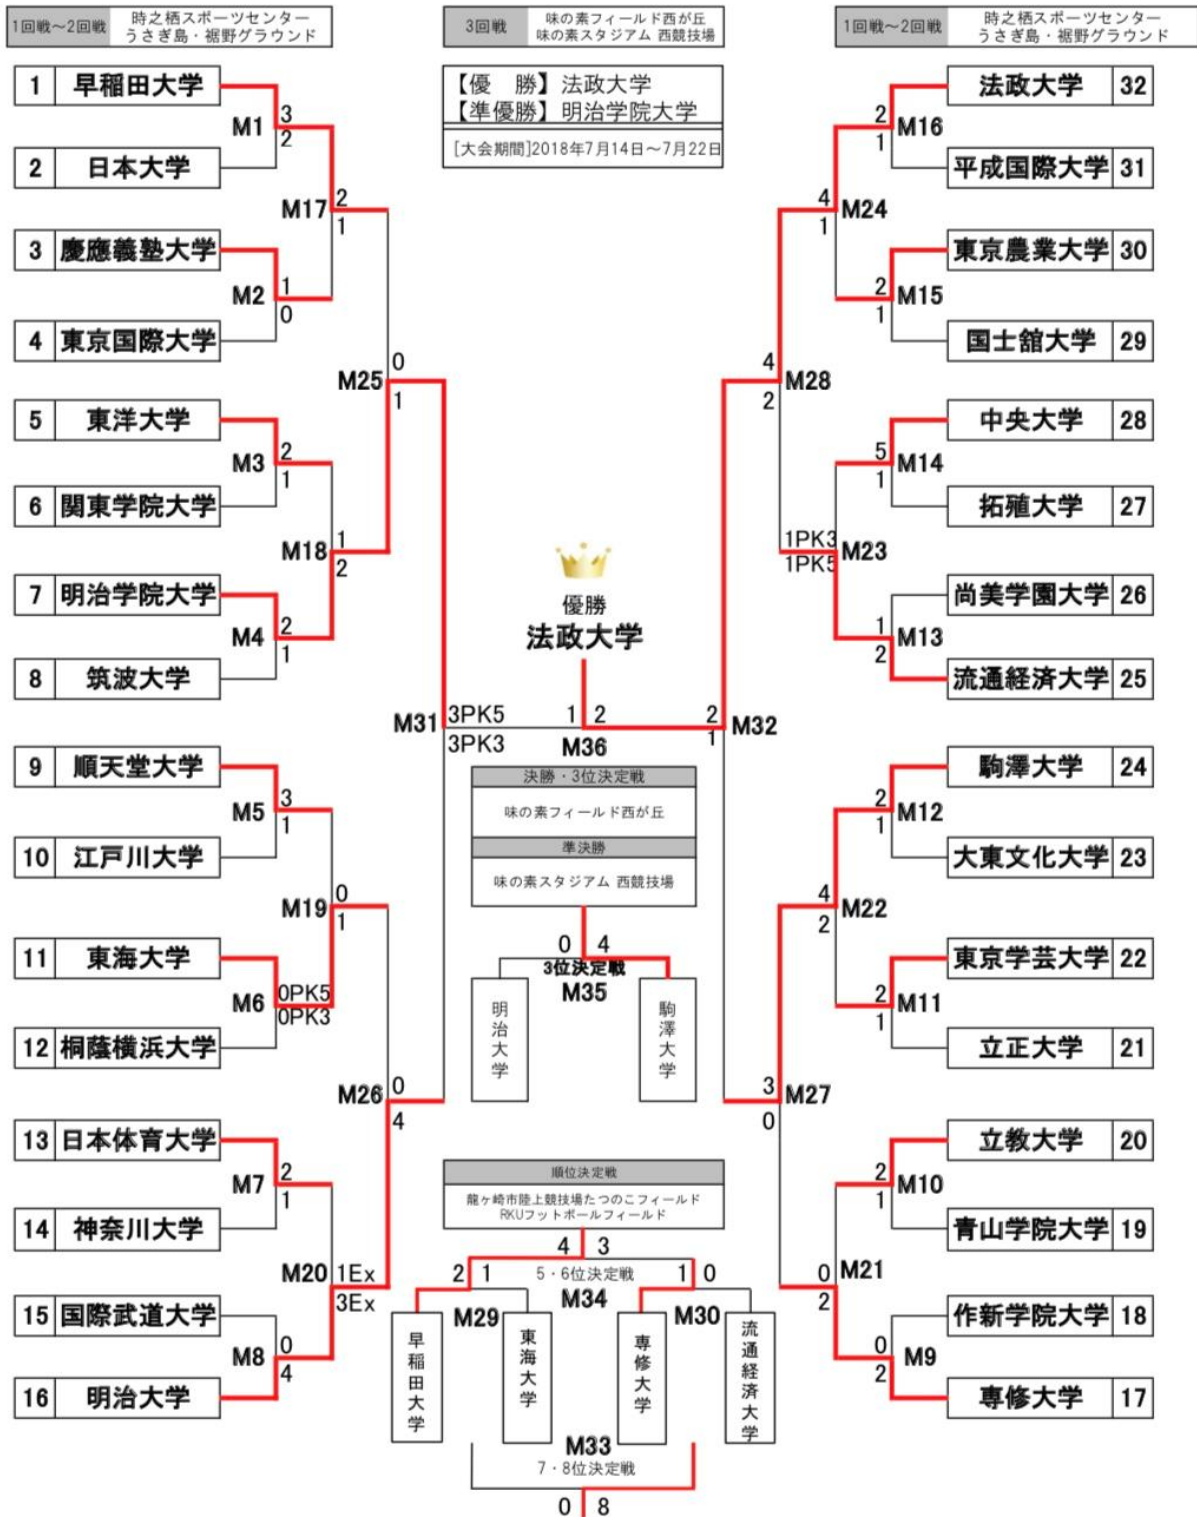 1回戦～2回戦
時之栖スポーツセンター
うさぎ島・裾野グラウンド
3回戦
味の素フィールド西が丘
味の素スタジアム 西競技場
1回戦～2回戦
時之栖スポーツセンター
うさぎ島・裾野グラウンド
【優　勝】法政大学
【準優勝】明治学院大学
[大会期間]2018年7月14日～7月22日
1 早稲田大学
M1 3
2
2 日本大学
M17 2
1
3 慶應義塾大学
M2 1
0
4 東京国際大学
M25 0
1
5 東洋大学
M3 2
1
6 関東学院大学
M18 1
2
7 明治学院大学
M4 2
1
8 筑波大学
M31 3PK5
3PK3
9 順天堂大学
M5 3
1
10 江戸川大学
M19 0
1
11 東海大学
M6 0PK5
0PK3
12 桐蔭横浜大学
M26 0
4
13 日本体育大学
M7 2
1
14 神奈川大学
M20 1Ex
3Ex
15 国際武道大学
M8 0
4
16 明治大学
優勝
法政大学
1 2
M36
決勝・3位決定戦
味の素フィールド西が丘
準決勝
味の素スタジアム 西競技場
0 4
3位決定戦
M35
明治大学
駒澤大学
順位決定戦
龍ヶ崎市陸上競技場たつのこフィールド
RKUフットボールフィールド
4 3
5・6位決定戦
M34
2 1
M29
1 0
M30
早稲田大学
東海大学
専修大学
流通経済大学
M33
7・8位決定戦
0 8
法政大学 32
2 M16
1
平成国際大学 31
4 M24
1
東京農業大学 30
2 M15
1
国士舘大学 29
4 M28
2
中央大学 28
5 M14
1
拓殖大学 27
1PK3 M23
1PK5
尚美学園大学 26
1 M13
2
流通経済大学 25
2 M32
1
駒澤大学 24
2 M12
1
大東文化大学 23
4 M22
2
東京学芸大学 22
2 M11
1
立正大学 21
3 M27
0
立教大学 20
2 M10
1
青山学院大学 19
0 M21
2
作新学院大学 18
0 M9
2
専修大学 17